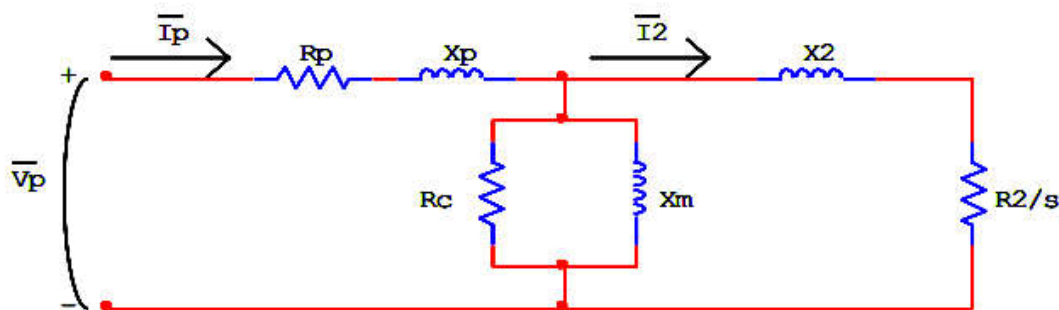 Ip
I2
Rp
Xp
X2
+
Vp
Rc
Xm
R2/s
-